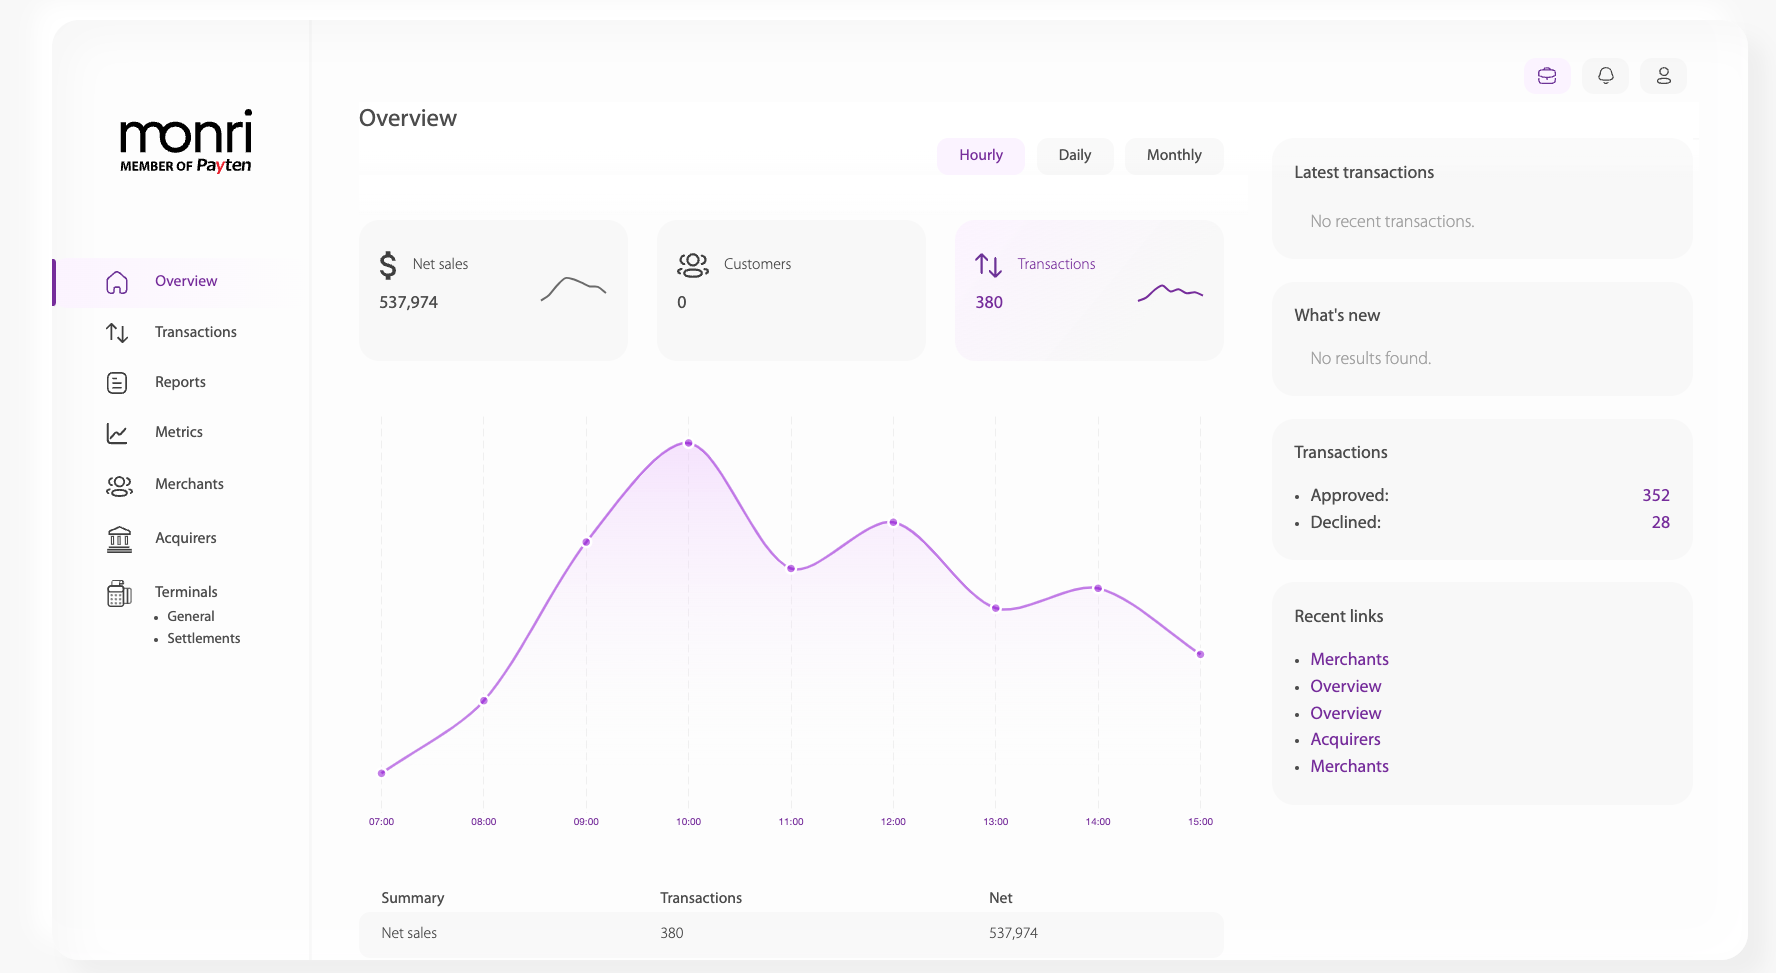 monri
MEMBER OF Payten
Overview
Transactions
Reports
Metrics
Merchants
Acquirers
Terminals
• General
• Settlements
Overview
Hourly Daily Monthly
Net sales
537,974
Customers
0
Transactions
380
07:00 08:00 09:00 10:00 11:00 12:00 13:00 14:00 15:00
Summary Transactions Net
Net sales 380 537,974
Latest transactions
No recent transactions.
What's new
No results found.
Transactions
• Approved: 352
• Declined: 28
Recent links
• Merchants
• Overview
• Overview
• Acquirers
• Merchants